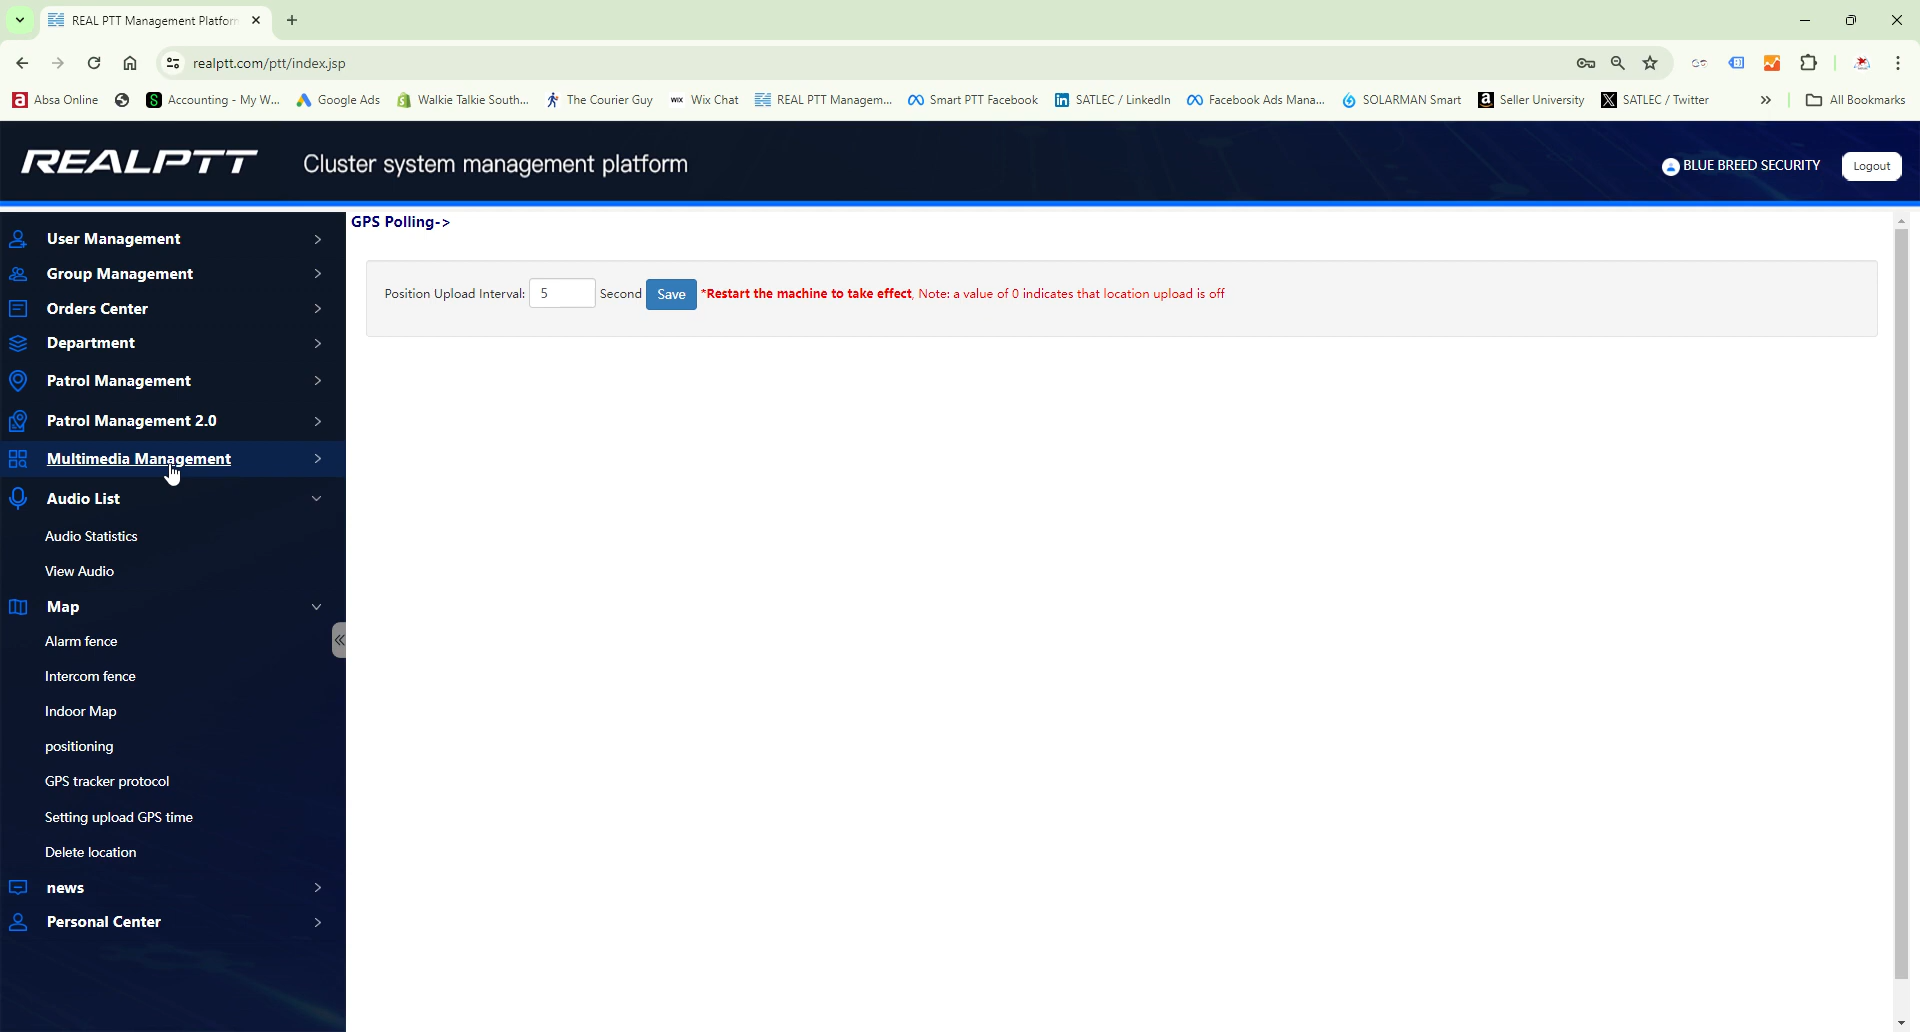 REAL PTT Management Platform
realptt.com/ptt/index.jsp
Absa Online
Accounting - My W...
Google Ads
Walkie Talkie South...
The Courier Guy
WIX Wix Chat
REAL PTT Managem...
Smart PTT Facebook
SATLEC / LinkedIn
Facebook Ads Mana...
SOLARMAN Smart
Seller University
SATLEC / Twitter
All Bookmarks
REALPTT Cluster system management platform
BLUE BREED SECURITY Logout
GPS Polling->
User Management
Group Management
Position Upload Interval: 5 Second Save *Restart the machine to take effect, Note: a value of 0 indicates that location upload is off
Orders Center
Department
Patrol Management
Patrol Management 2.0
Multimedia Management
Audio List
Audio Statistics
View Audio
Map
Alarm fence
Intercom fence
Indoor Map
positioning
GPS tracker protocol
Setting upload GPS time
Delete location
news
Personal Center